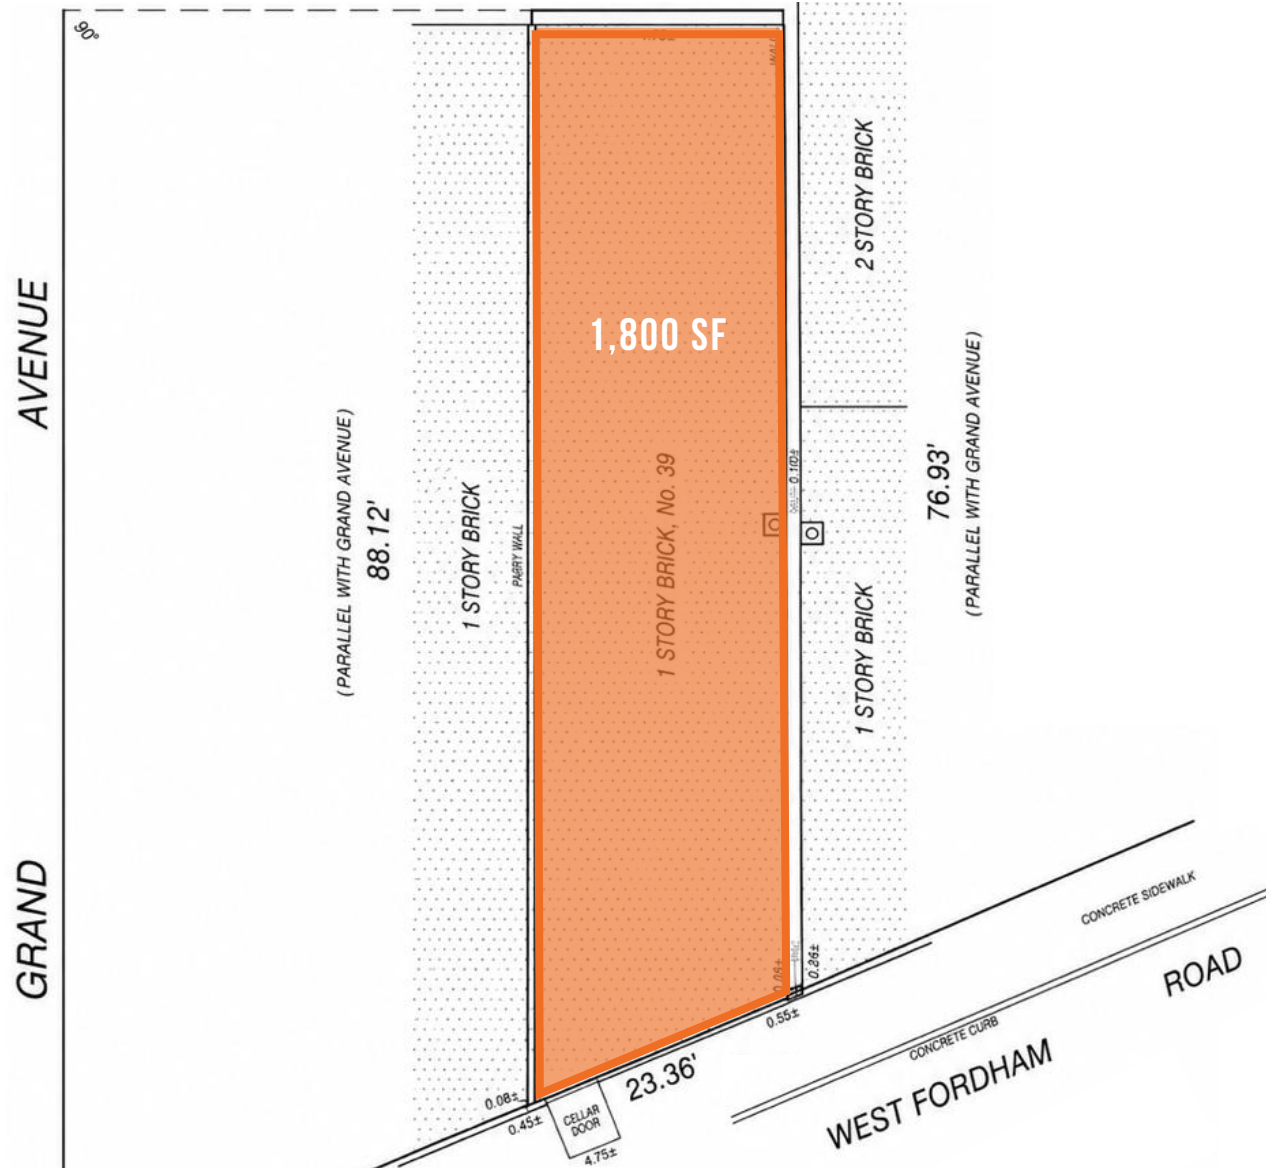 90°
AVENUE
GRAND
(PARALLEL WITH GRAND AVENUE)
88.12'
1 STORY BRICK
PARRY WALL
1,800 SF
1 STORY BRICK, No. 39
2 STORY BRICK
0.10±
1 STORY BRICK
76.93'
(PARALLEL WITH GRAND AVENUE)
0.26±
0.55±
23.36'
0.08±
0.45±
CELLAR
DOOR
4.75±
CONCRETE SIDEWALK
CONCRETE CURB
WEST FORDHAM ROAD